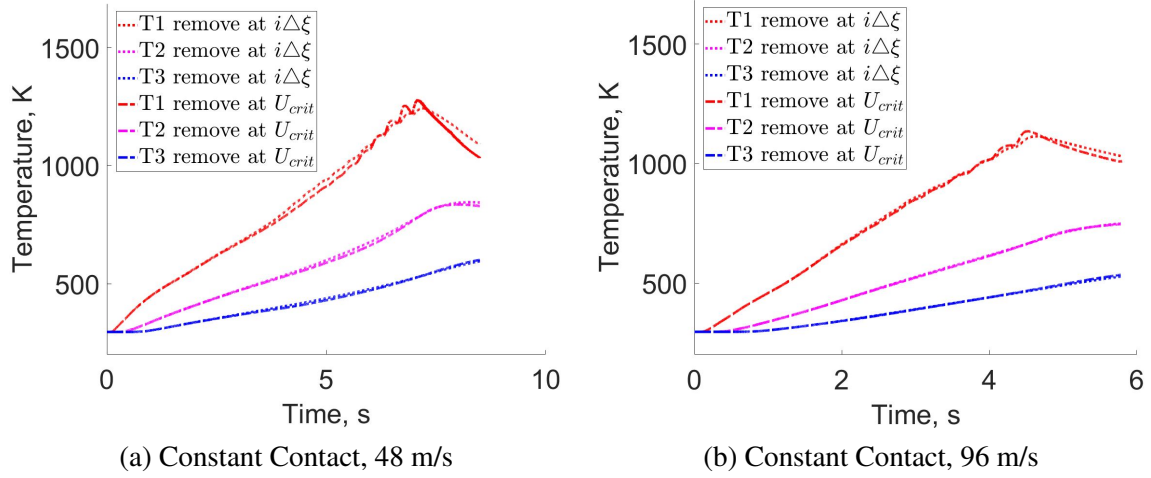 T1 remove at i△ξ
T2 remove at i△ξ
T3 remove at i△ξ
T1 remove at U_crit
T2 remove at U_crit
T3 remove at U_crit
1500
1000
500
Temperature, K
0
5
10
Time, s
(a) Constant Contact, 48 m/s
T1 remove at i△ξ
T2 remove at i△ξ
T3 remove at i△ξ
T1 remove at U_crit
T2 remove at U_crit
T3 remove at U_crit
1500
1000
500
Temperature, K
0
2
4
6
Time, s
(b) Constant Contact, 96 m/s